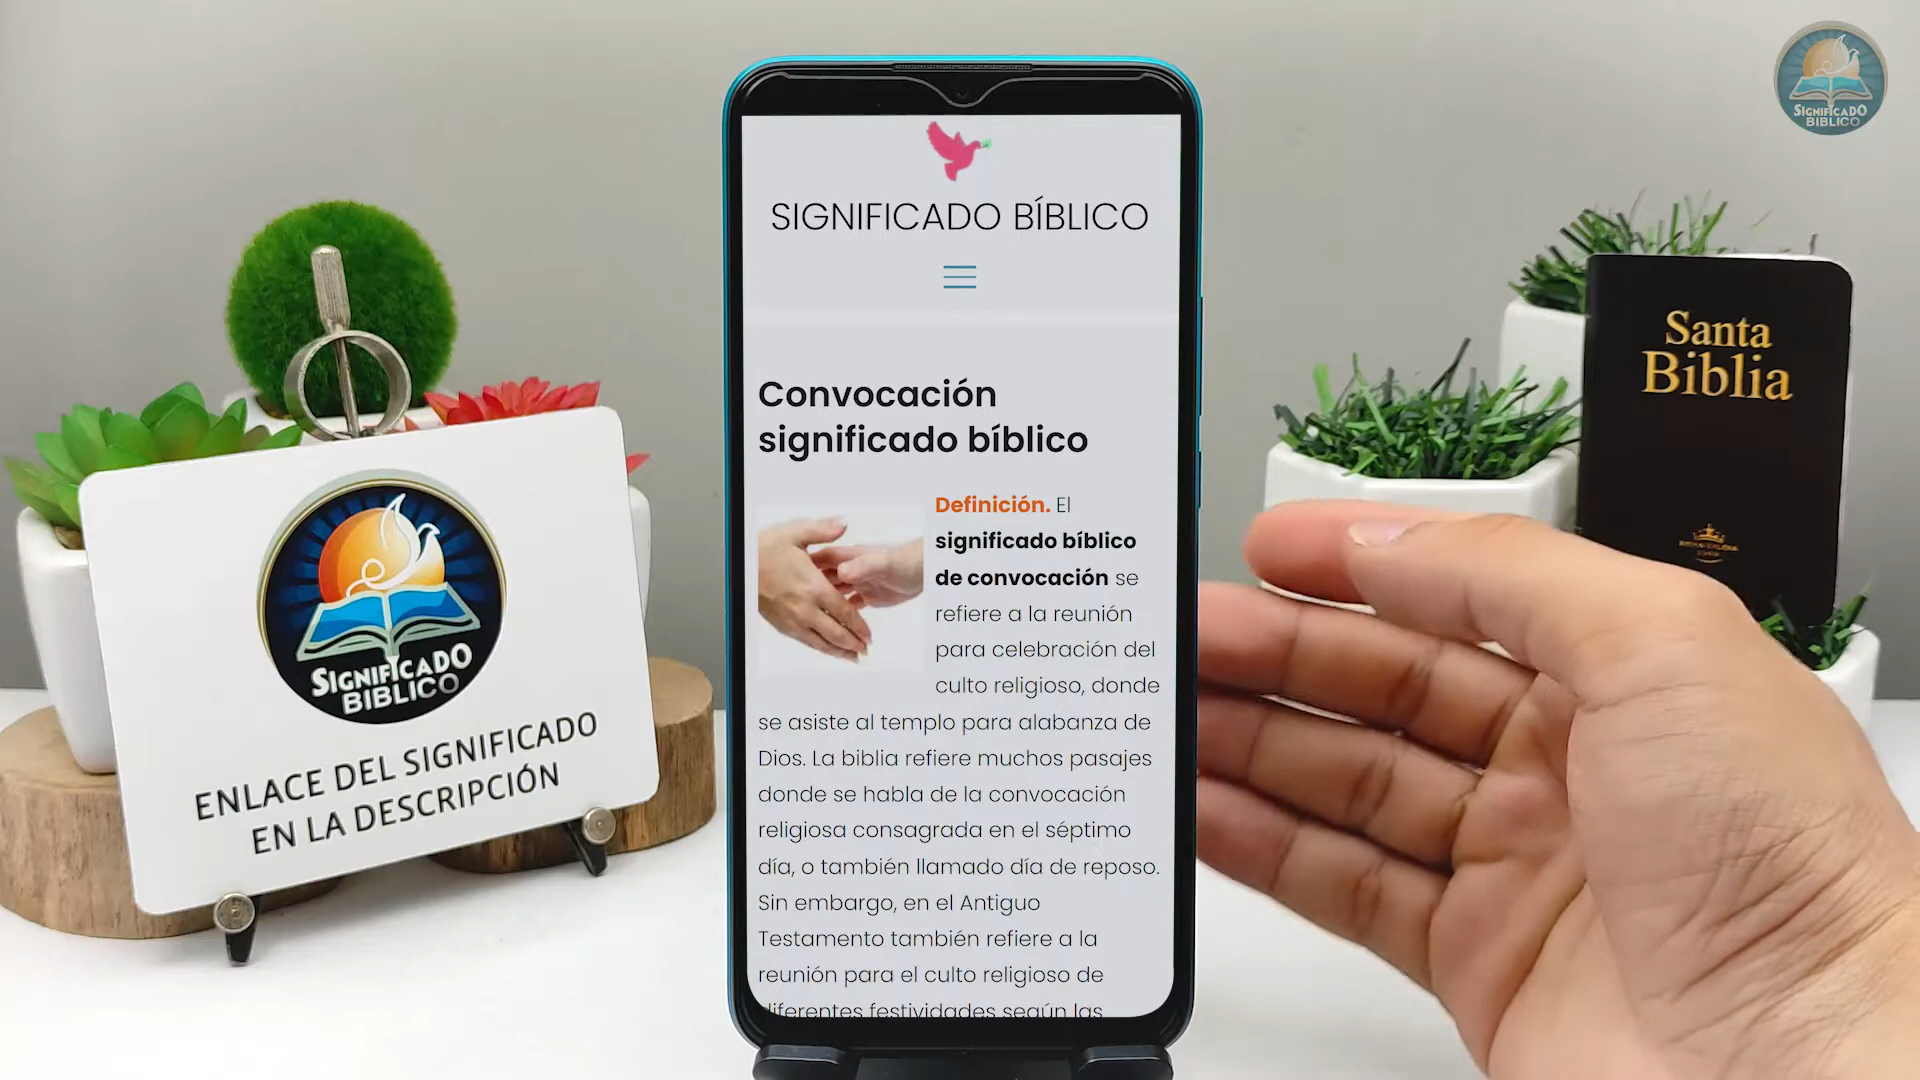 SIGNIFICADO
BIBLICO
SIGNIFICADO BÍBLICO
Convocación
significado bíblico
Definición. El
significado bíblico
de convocación se
refiere a la reunión
para celebración del
culto religioso, donde
se asiste al templo para alabanza de
Dios. La biblia refiere muchos pasajes
donde se habla de la convocación
religiosa consagrada en el séptimo
día, o también llamado día de reposo.
Sin embargo, en el Antiguo
Testamento también refiere a la
reunión para el culto religioso de
diferentes festividades según las
SIGNIFICADO
BIBLICO
ENLACE DEL SIGNIFICADO
EN LA DESCRIPCIÓN
Santa
Biblia